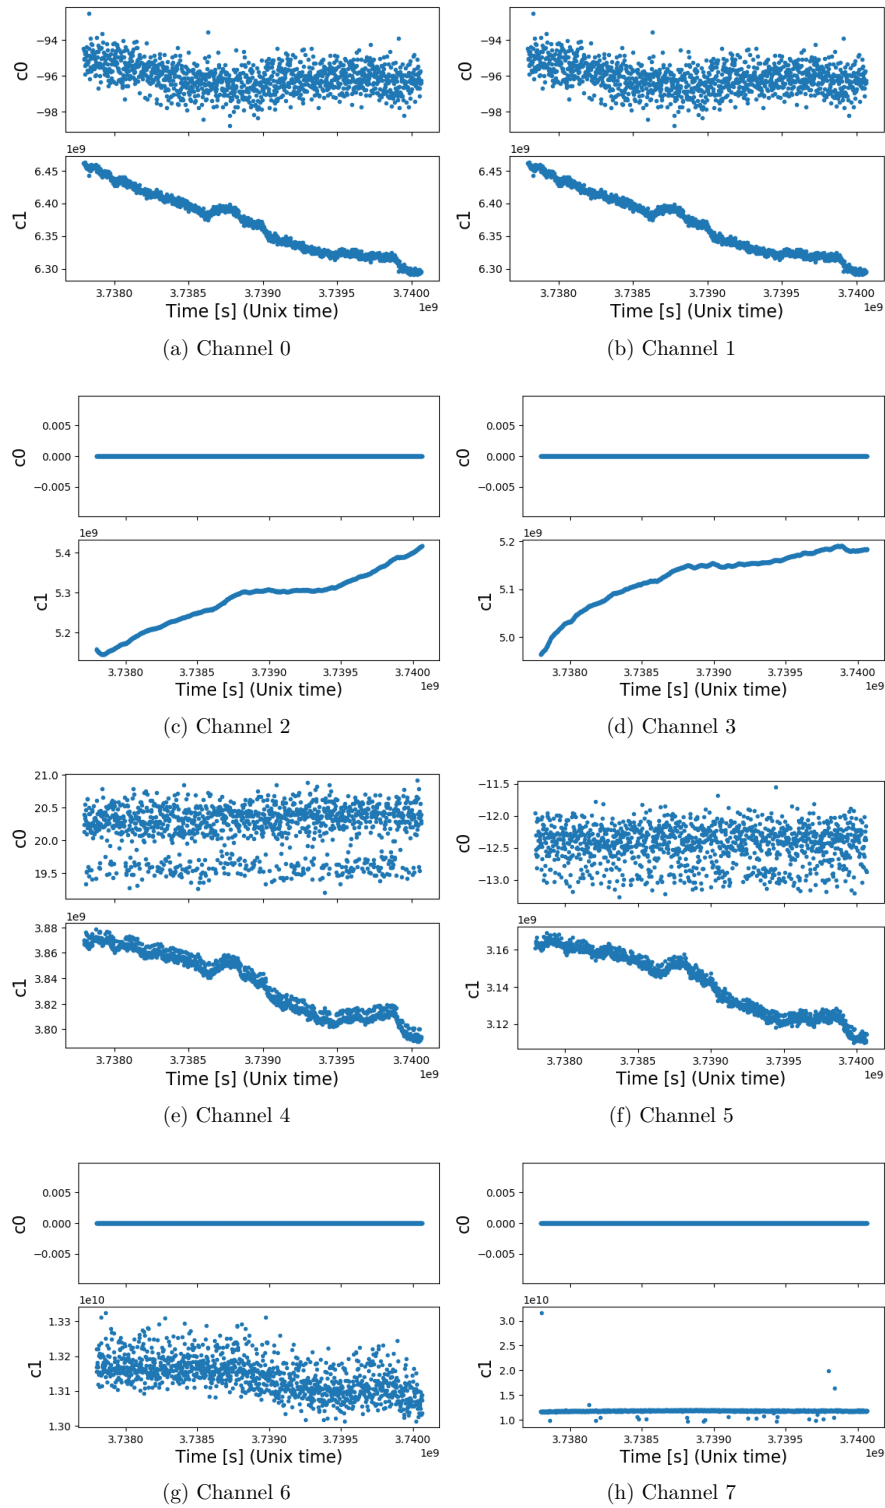 −94
−96
−98
c0
1e9
6.45
6.40
6.35
6.30
c1
3.7380 3.7385 3.7390 3.7395 3.7400
1e9
Time [s] (Unix time)
(a) Channel 0
−94
−96
−98
c0
1e9
6.45
6.40
6.35
6.30
c1
3.7380 3.7385 3.7390 3.7395 3.7400
1e9
Time [s] (Unix time)
(b) Channel 1
0.005
0.000
−0.005
c0
1e9
5.4
5.3
5.2
c1
3.7380 3.7385 3.7390 3.7395 3.7400
1e9
Time [s] (Unix time)
(c) Channel 2
0.005
0.000
−0.005
c0
1e9
5.2
5.1
5.0
c1
3.7380 3.7385 3.7390 3.7395 3.7400
1e9
Time [s] (Unix time)
(d) Channel 3
21.0
20.5
20.0
19.5
c0
1e9
3.88
3.86
3.84
3.82
3.80
c1
3.7380 3.7385 3.7390 3.7395 3.7400
1e9
Time [s] (Unix time)
(e) Channel 4
−11.5
−12.0
−12.5
−13.0
c0
1e9
3.16
3.14
3.12
c1
3.7380 3.7385 3.7390 3.7395 3.7400
1e9
Time [s] (Unix time)
(f) Channel 5
0.005
0.000
−0.005
c0
1e10
1.33
1.32
1.31
1.30
c1
3.7380 3.7385 3.7390 3.7395 3.7400
1e9
Time [s] (Unix time)
(g) Channel 6
0.005
0.000
−0.005
c0
1e10
3.0
2.5
2.0
1.5
1.0
c1
3.7380 3.7385 3.7390 3.7395 3.7400
1e9
Time [s] (Unix time)
(h) Channel 7